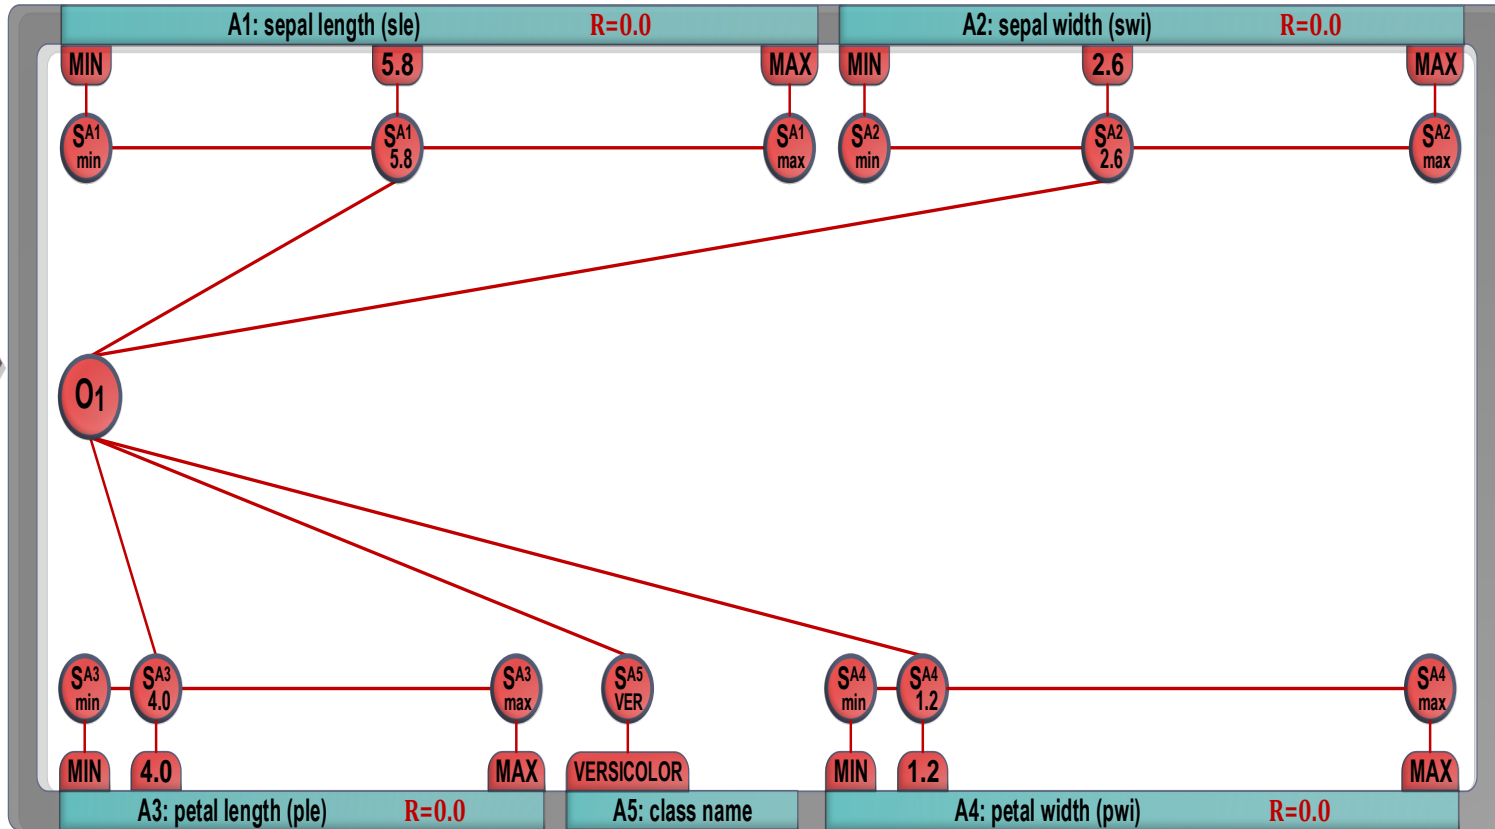 A1: sepal length (sle) R=0.0
A2: sepal width (swi) R=0.0
MIN 5.8 MAX MIN 2.6 MAX
SA1 min
SA1 5.8
SA1 max
SA2 min
SA2 2.6
SA2 max
O1
SA3 min
SA3 4.0
SA3 max
SA5 VER
SA4 min
SA4 1.2
SA4 max
MIN 4.0 MAX VERSICOLOR MIN 1.2 MAX
A3: petal length (ple) R=0.0
A5: class name
A4: petal width (pwi) R=0.0